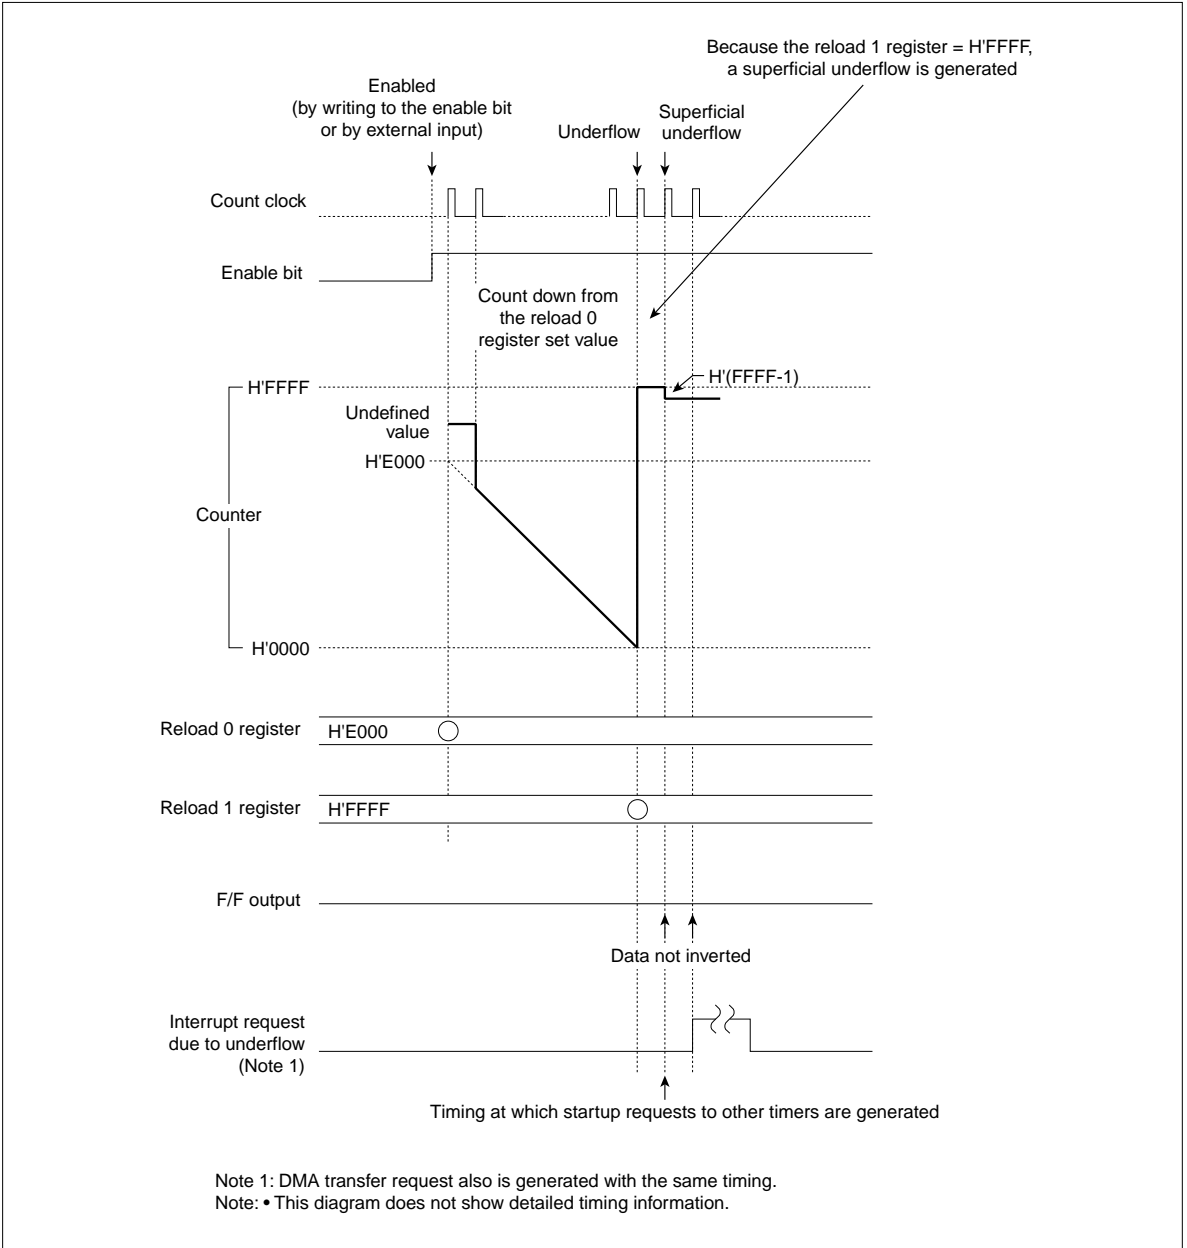 Because the reload 1 register = H'FFFF,
a superficial underflow is generated
Enabled
(by writing to the enable bit
or by external input)
Underflow
Superficial
underflow
Count clock
Enable bit
Count down from
the reload 0
register set value
H'FFFF
H'(FFFF-1)
Undefined
value
H'E000
Counter
H'0000
Reload 0 register
H'E000
Reload 1 register
H'FFFF
F/F output
Data not inverted
Interrupt request
due to underflow
(Note 1)
Timing at which startup requests to other timers are generated
Note 1: DMA transfer request also is generated with the same timing.
Note: • This diagram does not show detailed timing information.